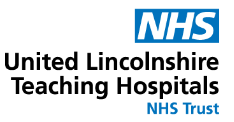 NHS
United Lincolnshire
Teaching Hospitals
NHS Trust